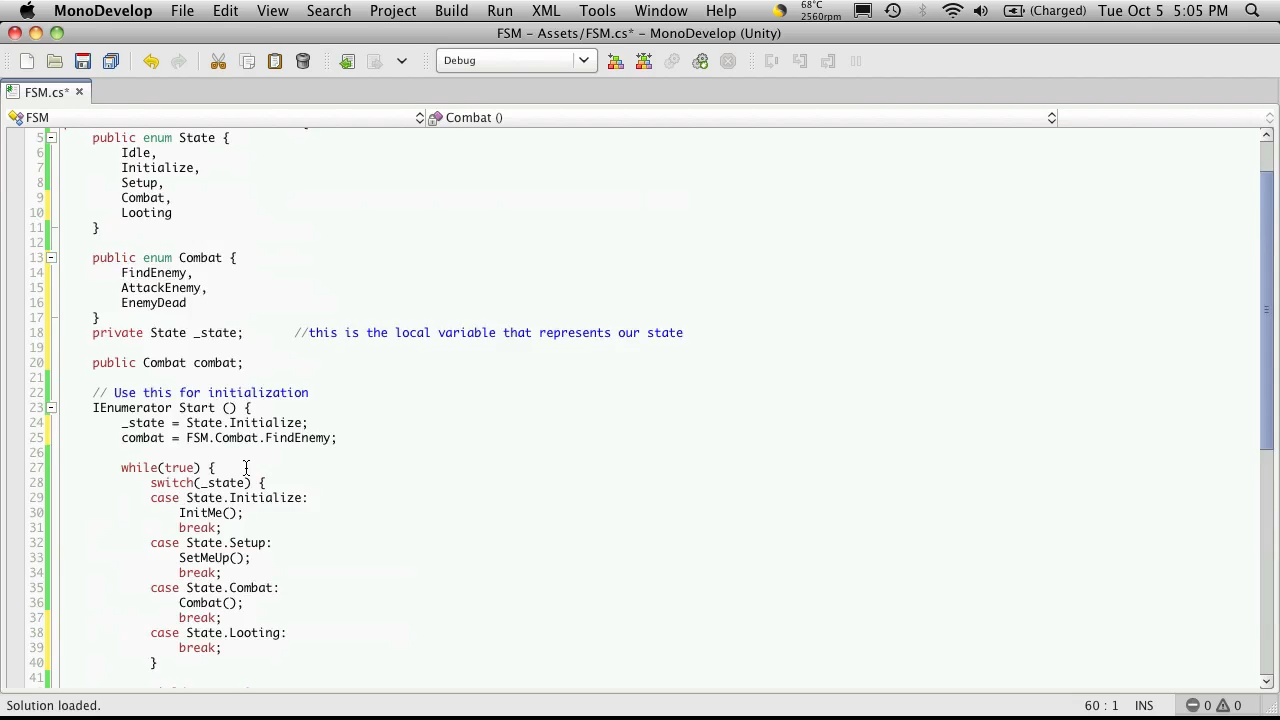 MonoDevelop File Edit View Search Project Build Run XML Tools Window Help 68°C 2560rpm (Charged) Tue Oct 5 5:05 PM
FSM – Assets/FSM.cs* – MonoDevelop (Unity)
Debug
FSM.cs*
FSM Combat ()
5 public enum State {
6 Idle,
7 Initialize,
8 Setup,
9 Combat,
10 Looting
11 }
12
13 public enum Combat {
14 FindEnemy,
15 AttackEnemy,
16 EnemyDead
17 }
18 private State _state; //this is the local variable that represents our state
19
20 public Combat combat;
21
22 // Use this for initialization
23 IEnumerator Start () {
24 _state = State.Initialize;
25 combat = FSM.Combat.FindEnemy;
26
27 while(true) {
28 switch(_state) {
29 case State.Initialize:
30 InitMe();
31 break;
32 case State.Setup:
33 SetMeUp();
34 break;
35 case State.Combat:
36 Combat();
37 break;
38 case State.Looting:
39 break;
40 }
41
Solution loaded. 60 : 1 INS 0 0